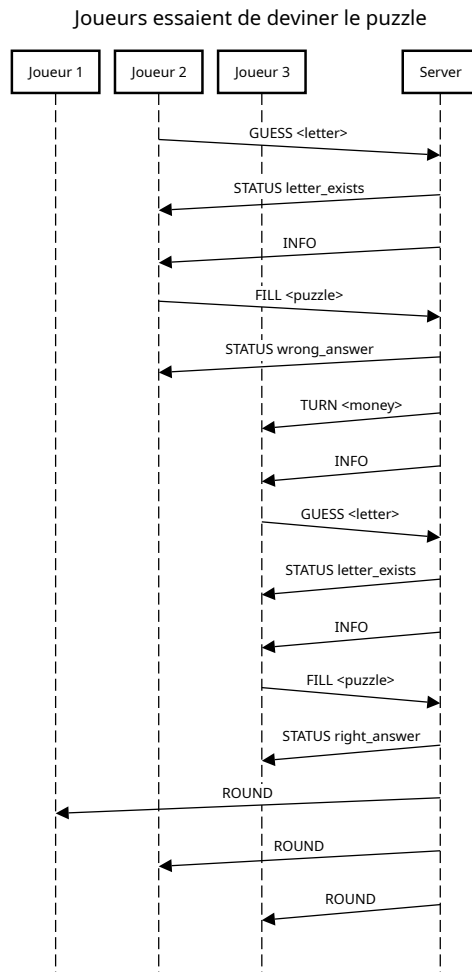 Joueurs essaient de deviner le puzzle
Joueur 1
Joueur 2
Joueur 3
Server
GUESS <letter>
STATUS letter_exists
INFO
FILL <puzzle>
STATUS wrong_answer
TURN <money>
INFO
GUESS <letter>
STATUS letter_exists
INFO
FILL <puzzle>
STATUS right_answer
ROUND
ROUND
ROUND